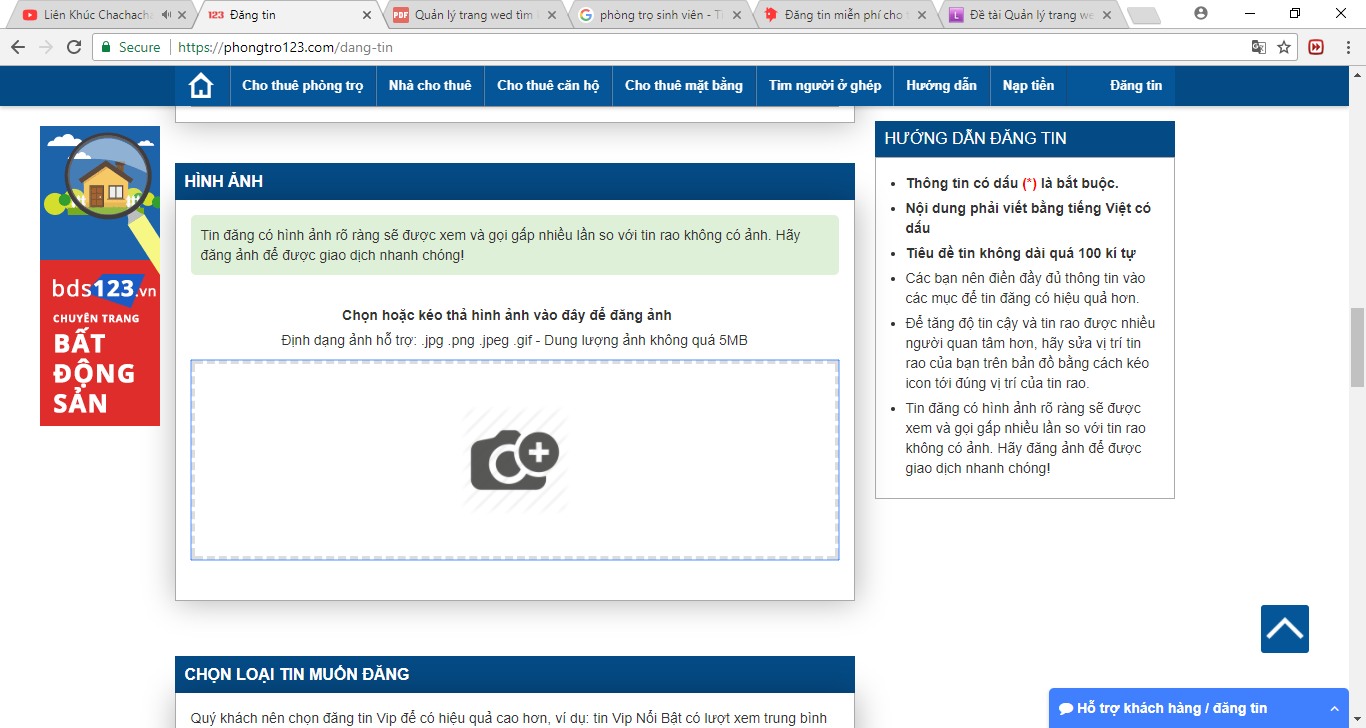 Liên Khúc Chachach
123 Đăng tin
PDF Quản lý trang wed tìm
phòng trọ sinh viên - T
Đăng tin miễn phí cho
L Đề tài Quản lý trang we
Secure https://phongtro123.com/dang-tin
Cho thuê phòng trọ Nhà cho thuê Cho thuê căn hộ Cho thuê mặt bằng Tìm người ở ghép Hướng dẫn Nạp tiền Đăng tin
bds123.vn
CHUYÊN TRANG
BẤT
ĐỘNG
SẢN
HÌNH ẢNH
Tin đăng có hình ảnh rõ ràng sẽ được xem và gọi gấp nhiều lần so với tin rao không có ảnh. Hãy
đăng ảnh để được giao dịch nhanh chóng!
Chọn hoặc kéo thả hình ảnh vào đây để đăng ảnh
Định dạng ảnh hỗ trợ: .jpg .png .jpeg .gif - Dung lượng ảnh không quá 5MB
CHỌN LOẠI TIN MUỐN ĐĂNG
Quý khách nên chọn đăng tin Vip để có hiệu quả cao hơn, ví dụ: tin Vip Nổi Bật có lượt xem trung bình
HƯỚNG DẪN ĐĂNG TIN
Thông tin có dấu (*) là bắt buộc.
Nội dung phải viết bằng tiếng Việt có
dấu
Tiêu đề tin không dài quá 100 kí tự
Các bạn nên điền đầy đủ thông tin vào
các mục để tin đăng có hiệu quả hơn.
Để tăng độ tin cậy và tin rao được nhiều
người quan tâm hơn, hãy sửa vị trí tin
rao của bạn trên bản đồ bằng cách kéo
icon tới đúng vị trí của tin rao.
Tin đăng có hình ảnh rõ ràng sẽ được
xem và gọi gấp nhiều lần so với tin rao
không có ảnh. Hãy đăng ảnh để được
giao dịch nhanh chóng!
Hỗ trợ khách hàng / đăng tin